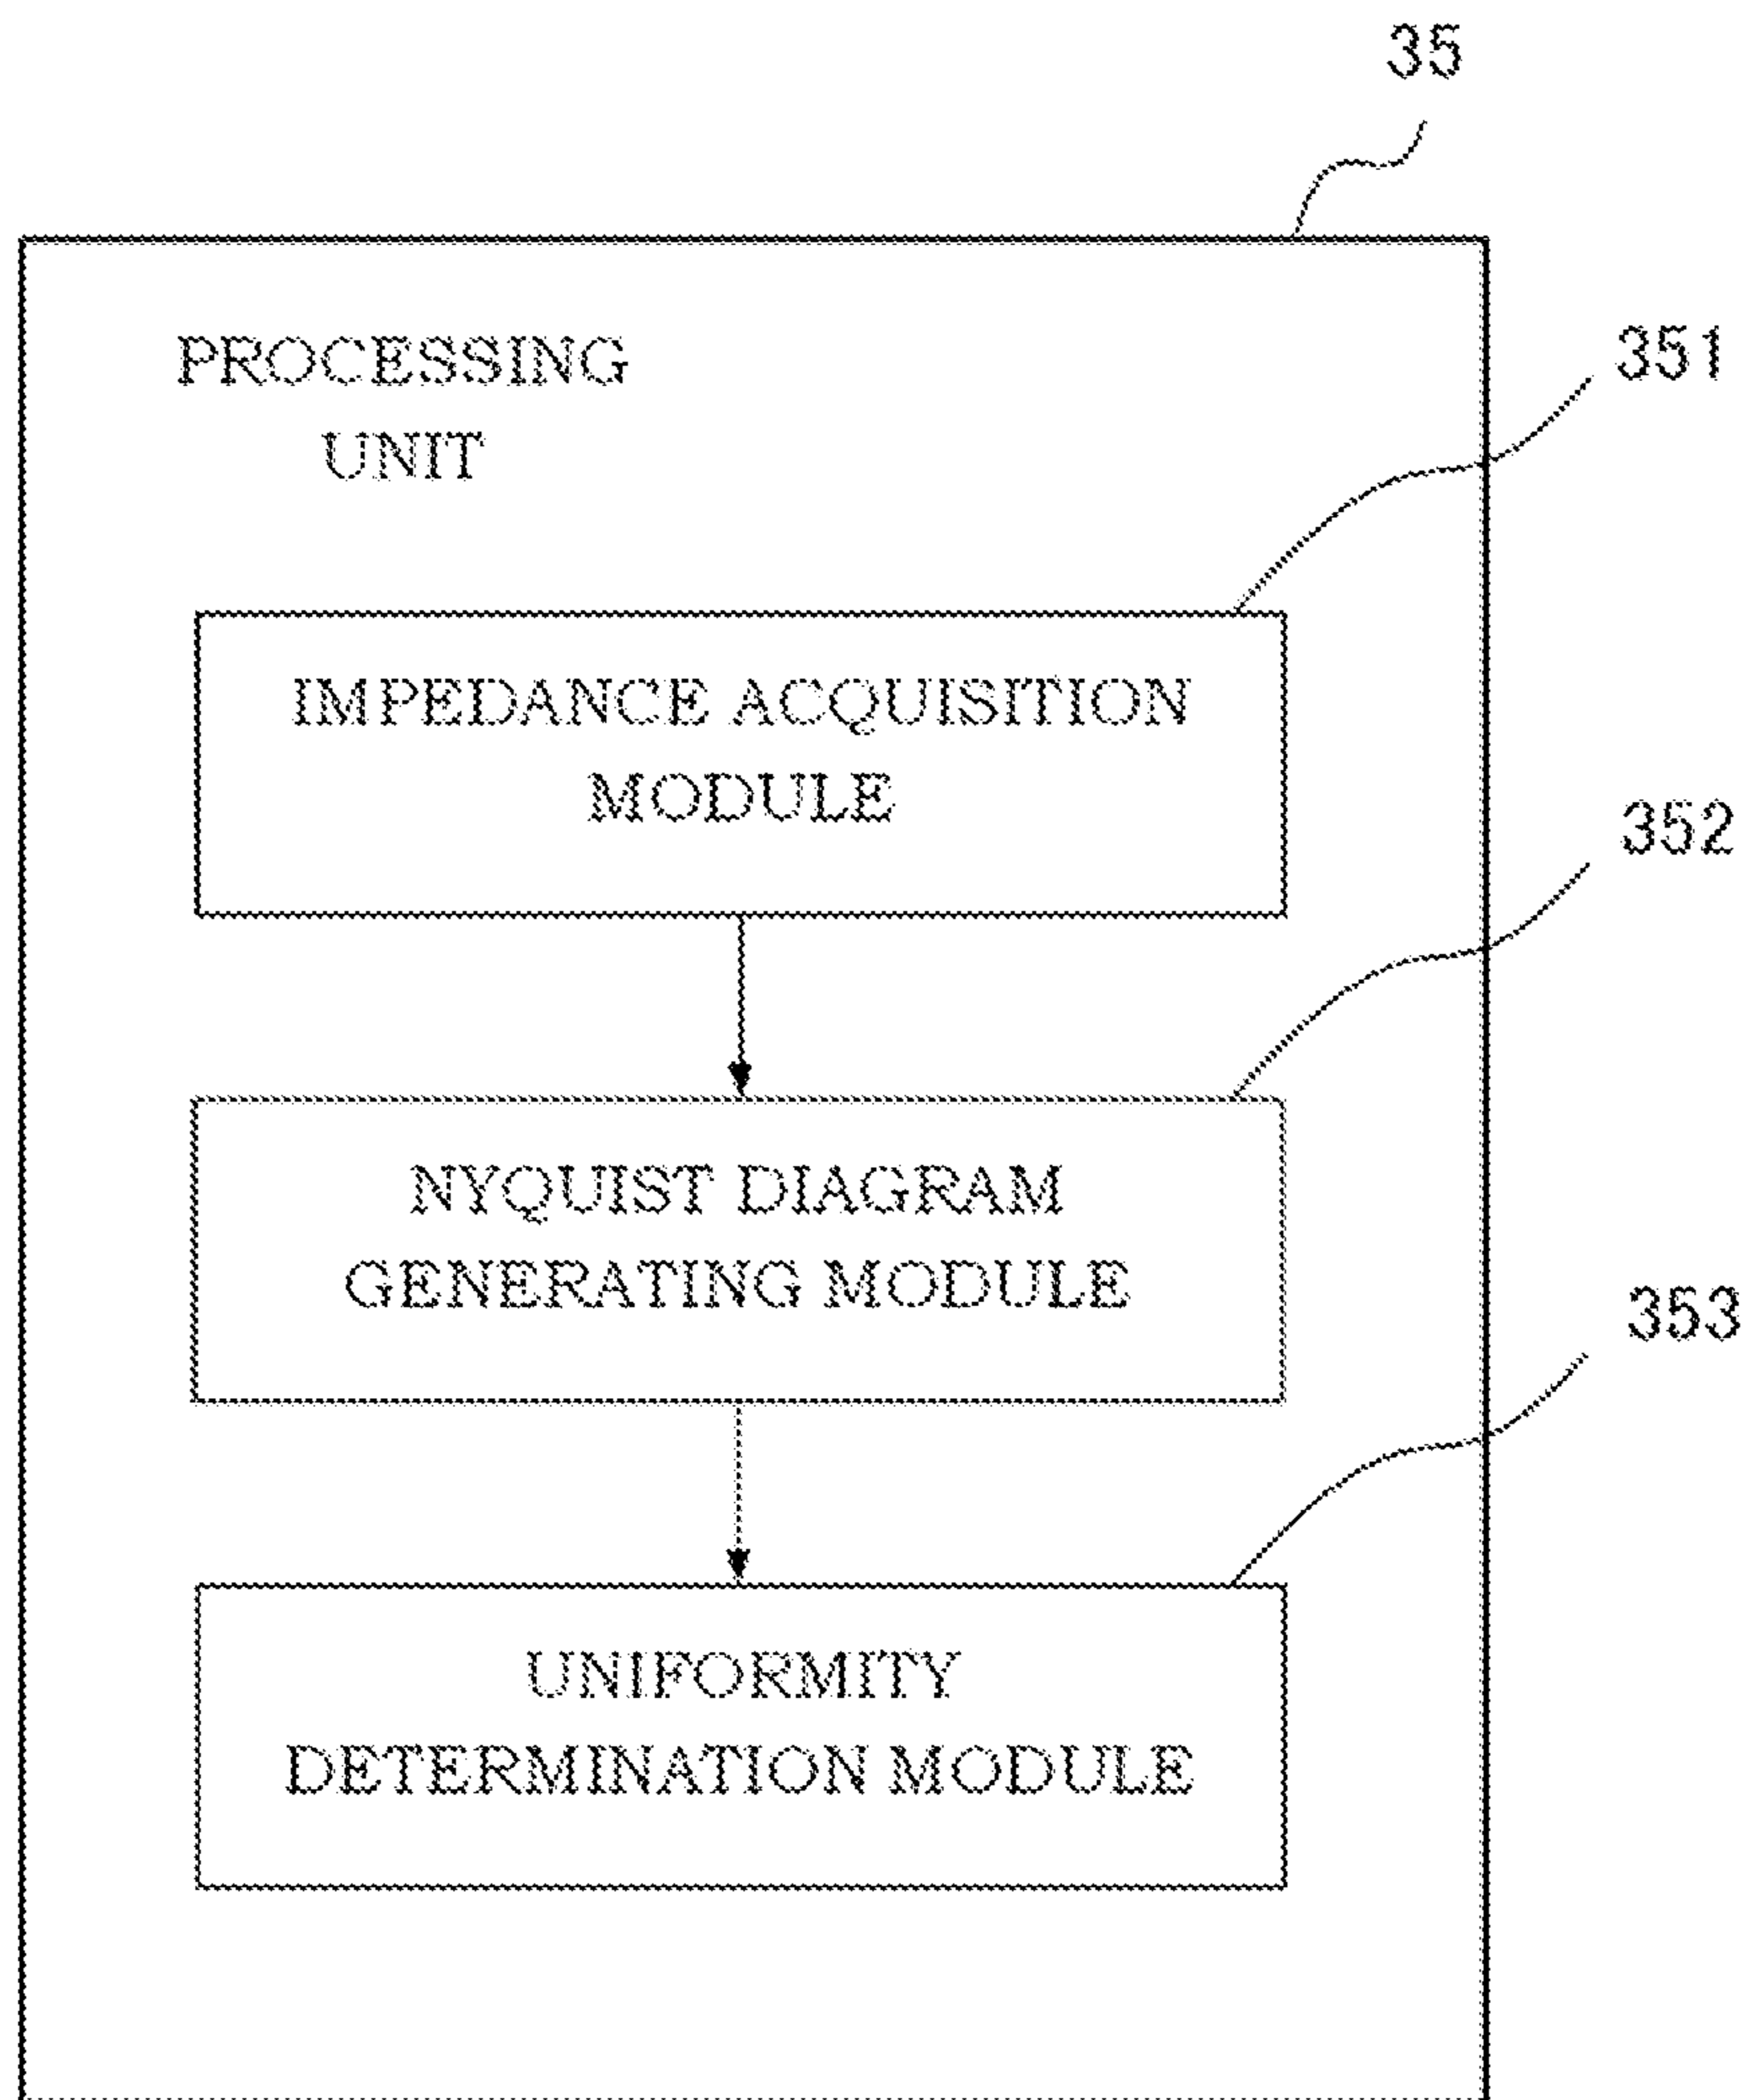 35
PROCESSING
UNIT
351
IMPEDANCE ACQUISITION
MODULE
352
NYQUIST DIAGRAM
GENERATING MODULE
353
UNIFORMITY
DETERMINATION MODULE